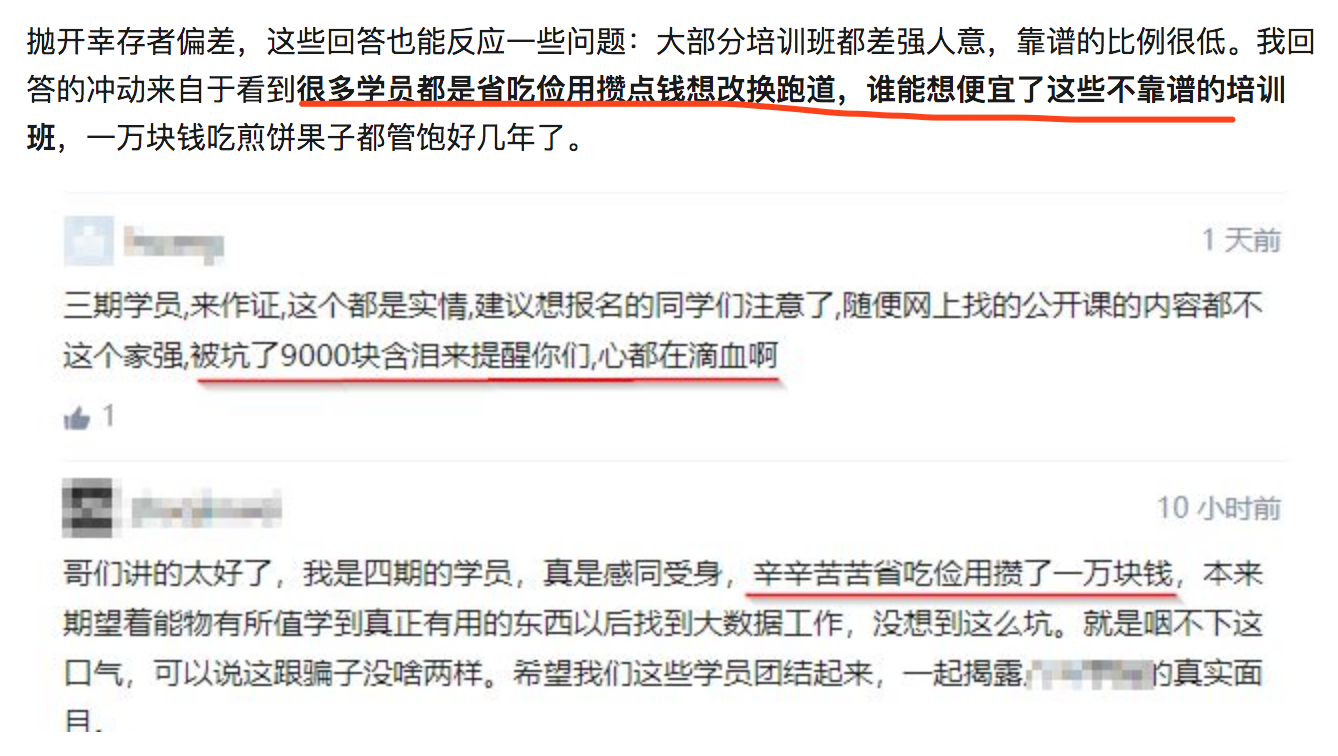 抛开幸存者偏差，这些回答也能反应一些问题：大部分培训班都差强人意，靠谱的比例很低。我回
答的冲动来自于看到很多学员都是省吃俭用攒点钱想改换跑道，谁能想便宜了这些不靠谱的培训
班，一万块钱吃煎饼果子都管饱好几年了。
1 天前
三期学员,来作证,这个都是实情,建议想报名的同学们注意了,随便网上找的公开课的内容都不
这个家强,被坑了9000块含泪来提醒你们,心都在滴血啊
1
10 小时前
哥们讲的太好了，我是四期的学员，真是感同受身，辛辛苦苦省吃俭用攒了一万块钱，本来
期望着能物有所值学到真正有用的东西以后找到大数据工作，没想到这么坑。就是咽不下这
口气，可以说这跟骗子没啥两样。希望我们这些学员团结起来，一起揭露的真实面
目。